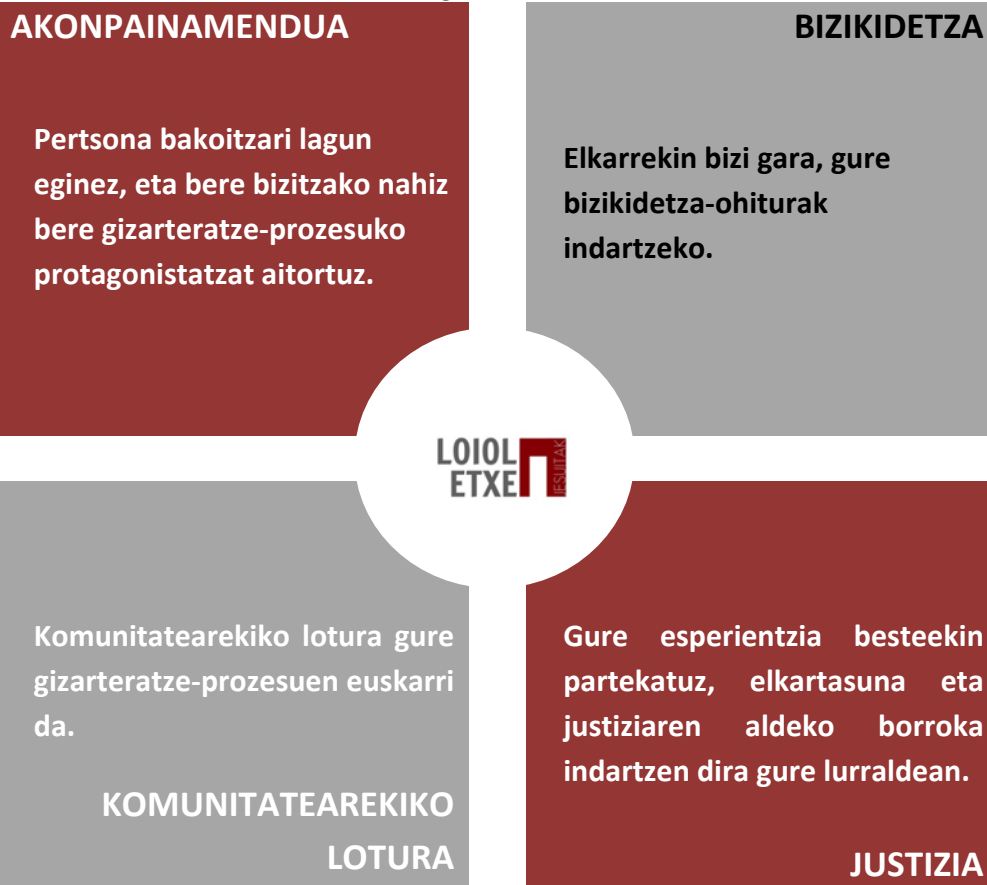 AKONPAINAMENDUA
Pertsona bakoitzari lagun
eginez, eta bere bizitzako nahiz
bere gizarteratze-prozesuko
protagonistatzat aitortuz.
BIZIKIDETZA
Elkarrekin bizi gara, gure
bizikidetza-ohiturak
indartzeko.
LOIOL
ETXE
JESUITAK
Komunitatearekiko lotura gure
gizarteratze-prozesuen euskarri
da.
KOMUNITATEAREKIKO
LOTURA
Gure esperientzia besteekin
partekatuz, elkartasuna eta
justiziaren aldeko borroka
indartzen dira gure lurraldean.
JUSTIZIA